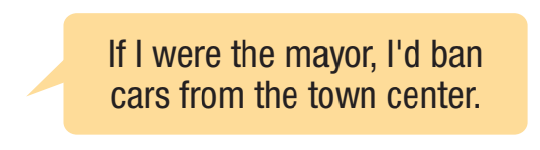 If I were the mayor, I'd ban
cars from the town center.